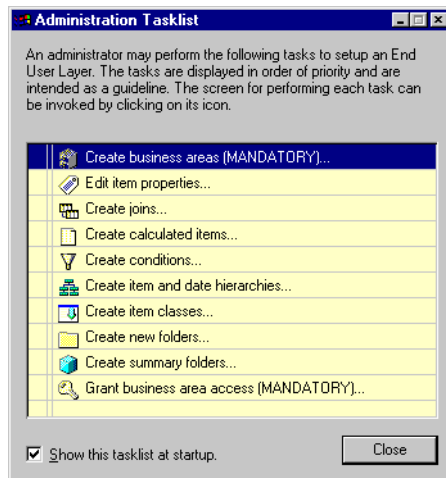 Administration Tasklist
An administrator may perform the following tasks to setup an End
User Layer. The tasks are displayed in order of priority and are
intended as a guideline. The screen for performing each task can
be invoked by clicking on its icon.
Create business areas (MANDATORY)...
Edit item properties...
Create joins...
Create calculated items...
Create conditions...
Create item and date hierarchies...
Create item classes...
Create new folders...
Create summary folders...
Grant business area access (MANDATORY)...
Show this tasklist at startup.
Close